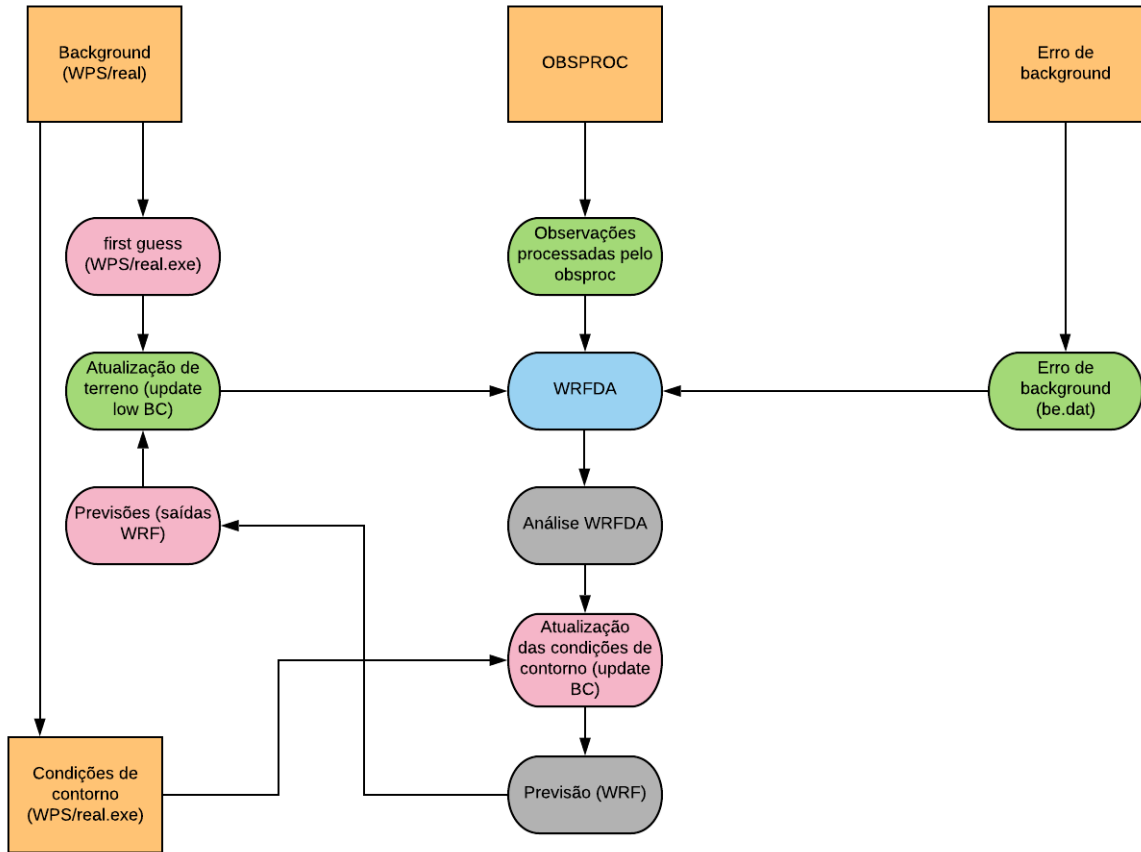 Background
(WPS/real)
OBSPROC
Erro de
background
first guess
(WPS/real.exe)
Observações
processadas pelo
obsproc
Atualização de
terreno (update
low BC)
WRFDA
Erro de
background
(be.dat)
Previsões (saídas
WRF)
Análise WRFDA
Atualização
das condições de
contorno (update
BC)
Condições de
contorno
(WPS/real.exe)
Previsão (WRF)